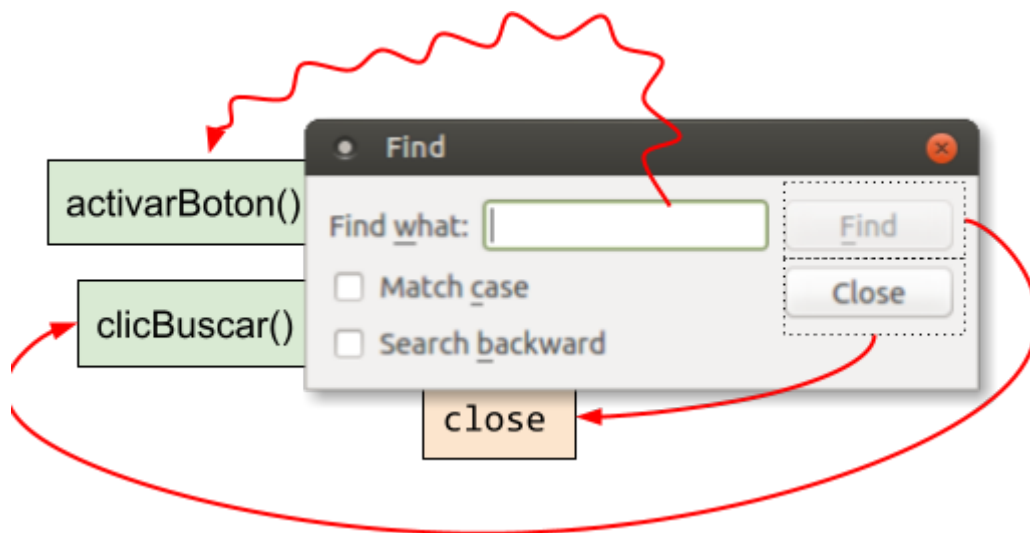 Find
activarBoton()
Find what:
Find
clicBuscar()
Match case
Close
Search backward
close